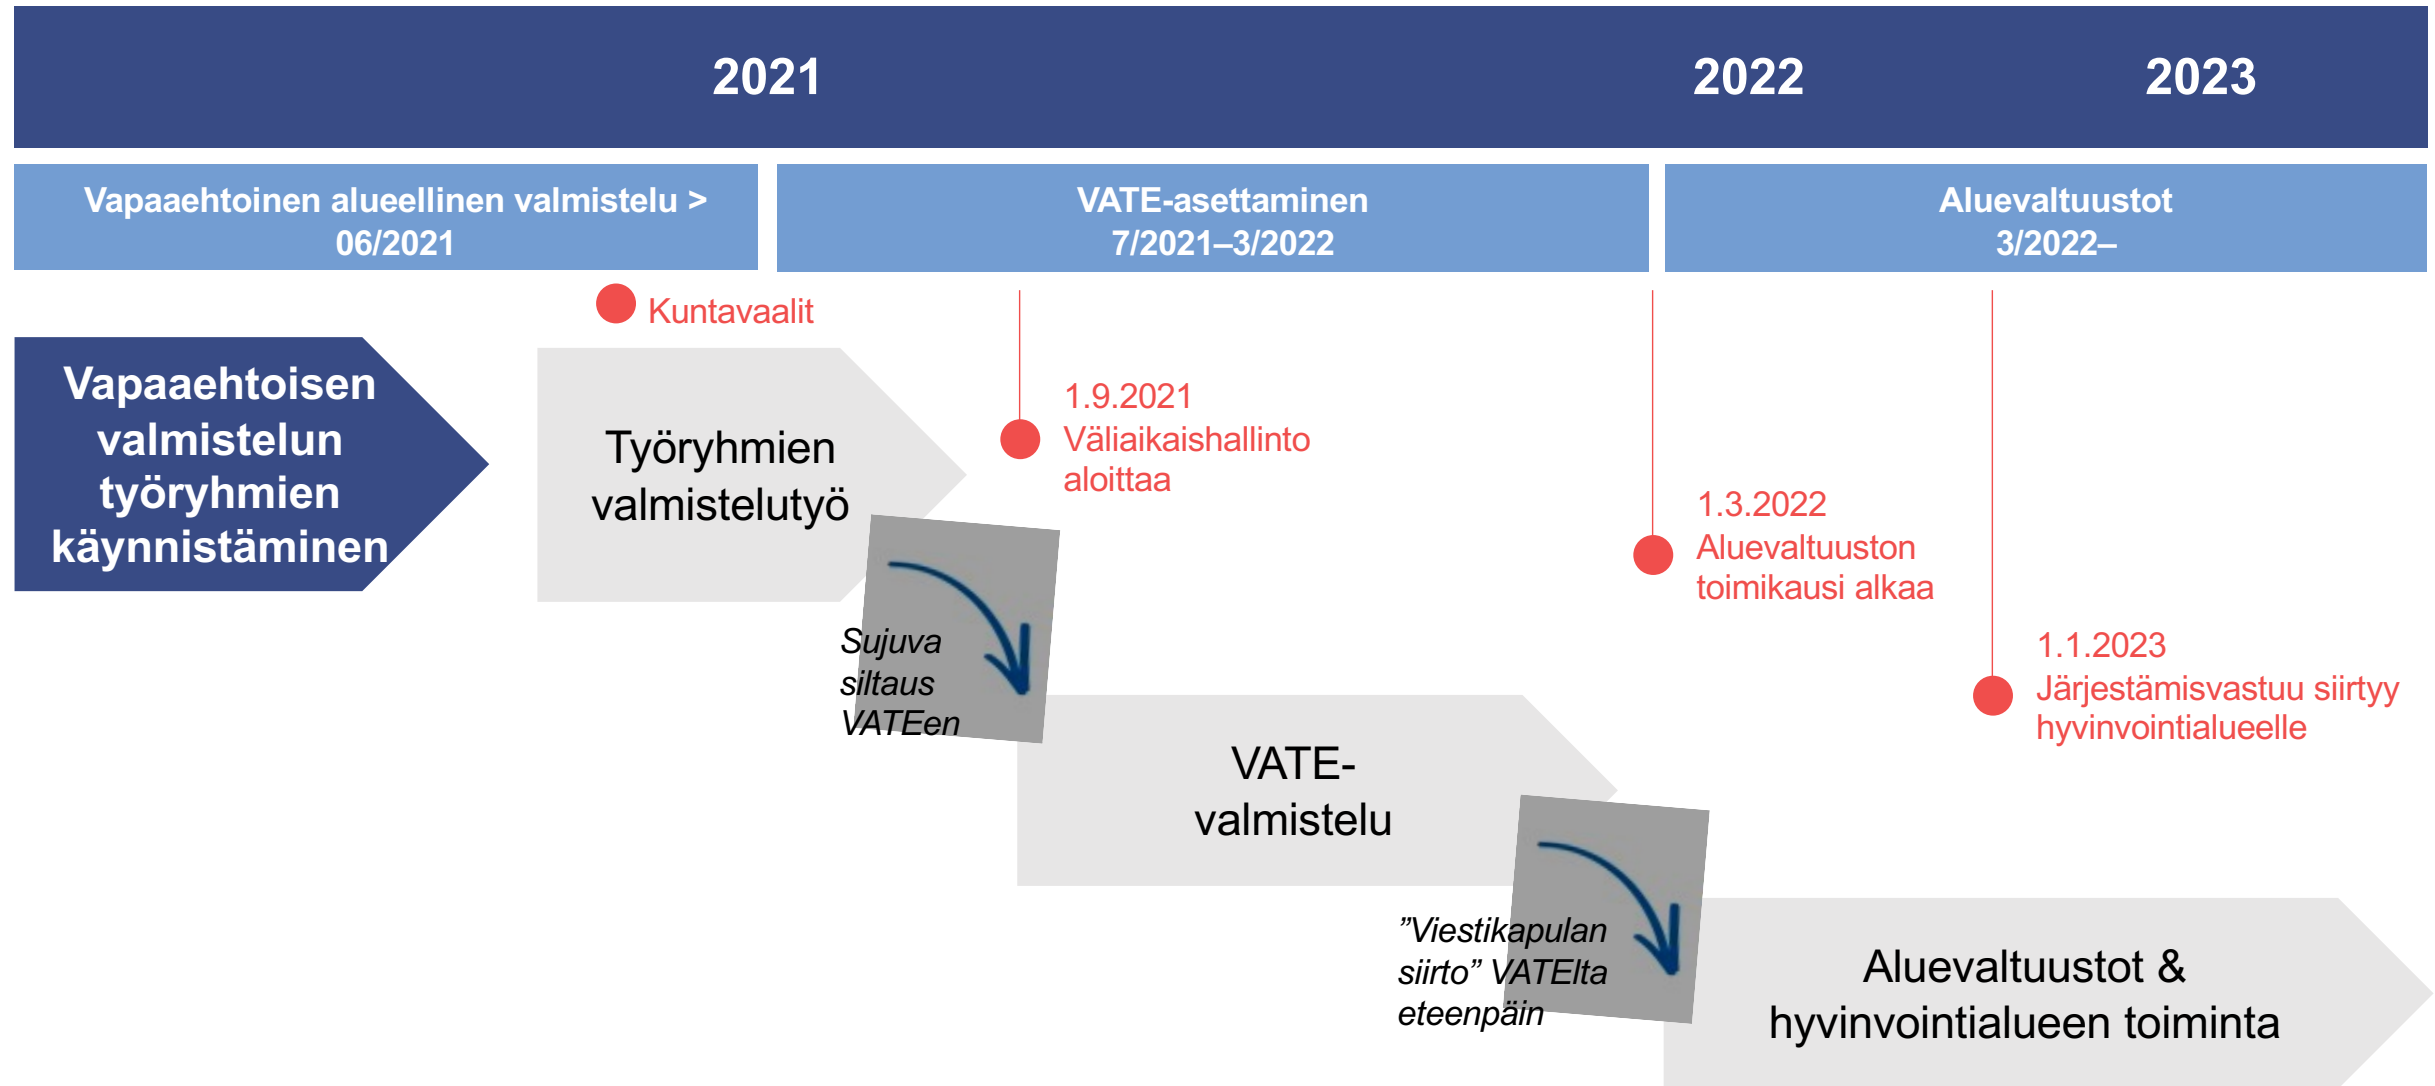 2021
2022
2023
Vapaaehtoinen alueellinen valmistelu >
06/2021
VATE-asettaminen
7/2021–3/2022
Aluevaltuustot
3/2022–
Kuntavaalit
Vapaaehtoisen
valmistelun
työryhmien
käynnistäminen
Työryhmien
valmistelutyö
1.9.2021
Väliaikaishallinto
aloittaa
1.3.2022
Aluevaltuuston
toimikausi alkaa
1.1.2023
Järjestämisvastuu siirtyy
hyvinvointialueelle
Sujuva
siltaus
VATEen
VATE-
valmistelu
”Viestikapulan
siirto” VATElta
eteenpäin
Aluevaltuustot &
hyvinvointialueen toiminta